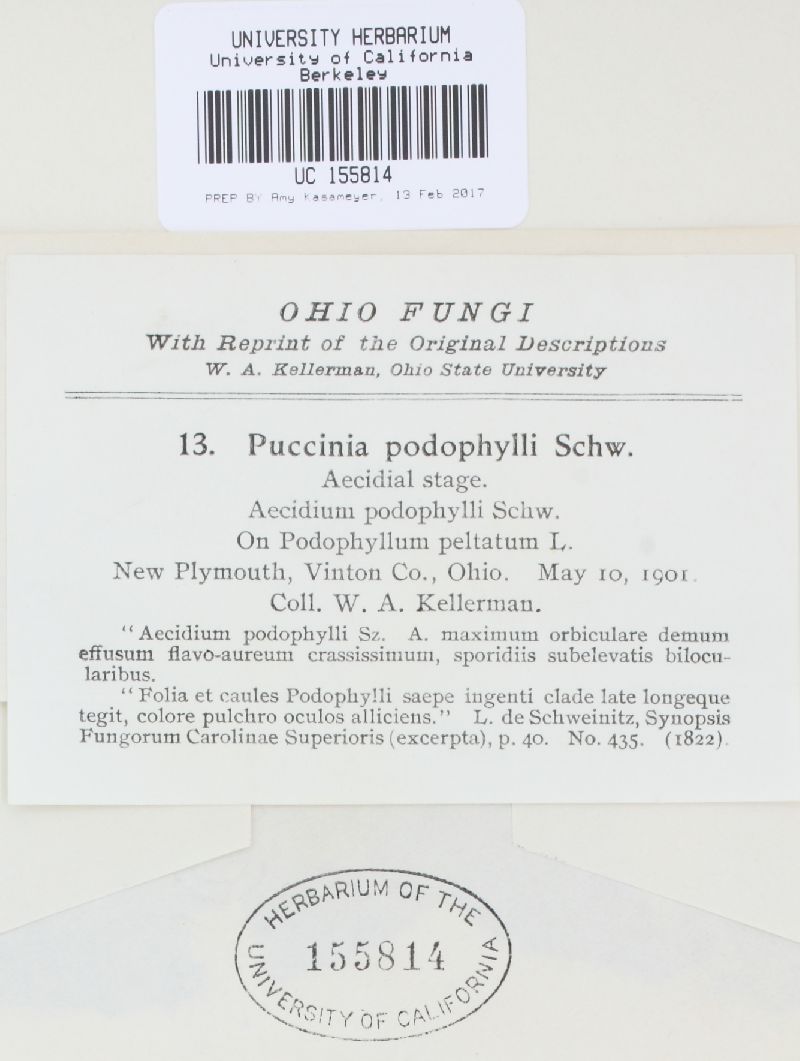 UNIVERSITY HERBARIUM
University of California
Berkeley
UC 155814
PREP BY Amy Kasameyer, 13 Feb 2017
OHIO FUNGI
With Reprint of the Original Descriptions
W. A. Kellerman, Ohio State University
13. Puccinia podophylli Schw.
Aecidial stage.
Aecidium podophylli Schw.
On Podophyllum peltatum L.
New Plymouth, Vinton Co., Ohio. May 10, 1901.
Coll. W. A. Kellerman.
"Aecidium podophylli Sz. A. maximum orbiculare demum
effusum flavo-aureum crassissimum, sporidiis subelevatis bilocu-
laribus.
"Folia et caules Podophylli saepe ingenti clade late longeque
tegit, colore pulchro oculos alliciens." L. de Schweinitz, Synopsis
Fungorum Carolinae Superioris (excerpta), p. 40. No. 435. (1822).
HERBARIUM OF THE
155814
UNIVERSITY OF CALIFORNIA